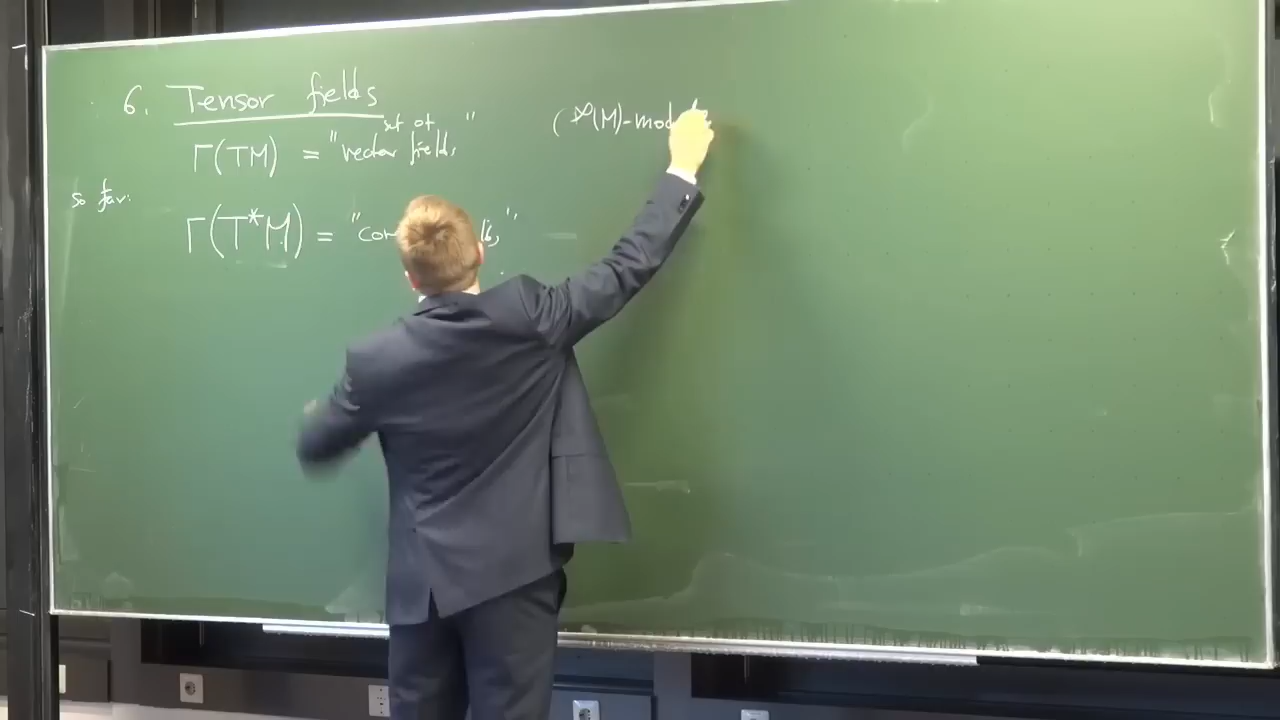 6. Tensor fields
set of
Γ(TM) = "vector fields" (C^∞(M)-mod
so far:
Γ(T*M) = "co